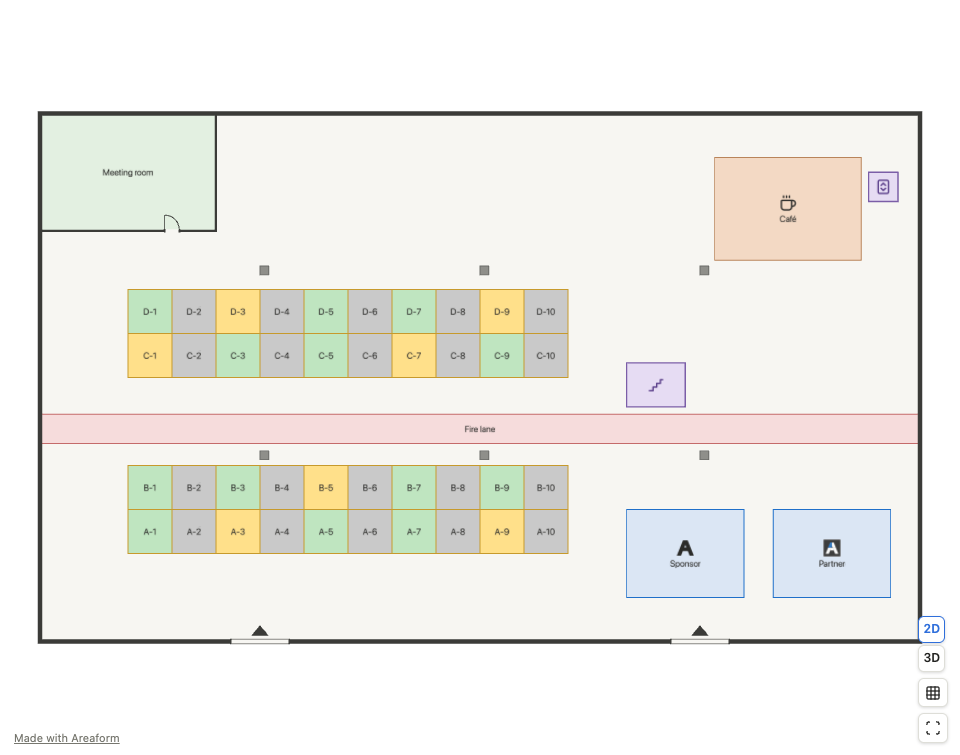 Meeting room
Café
D-1 D-2 D-3 D-4 D-5 D-6 D-7 D-8 D-9 D-10
C-1 C-2 C-3 C-4 C-5 C-6 C-7 C-8 C-9 C-10
Fire lane
B-1 B-2 B-3 B-4 B-5 B-6 B-7 B-8 B-9 B-10
A-1 A-2 A-3 A-4 A-5 A-6 A-7 A-8 A-9 A-10
A
Sponsor
A
Partner
2D
3D
Made with Areaform